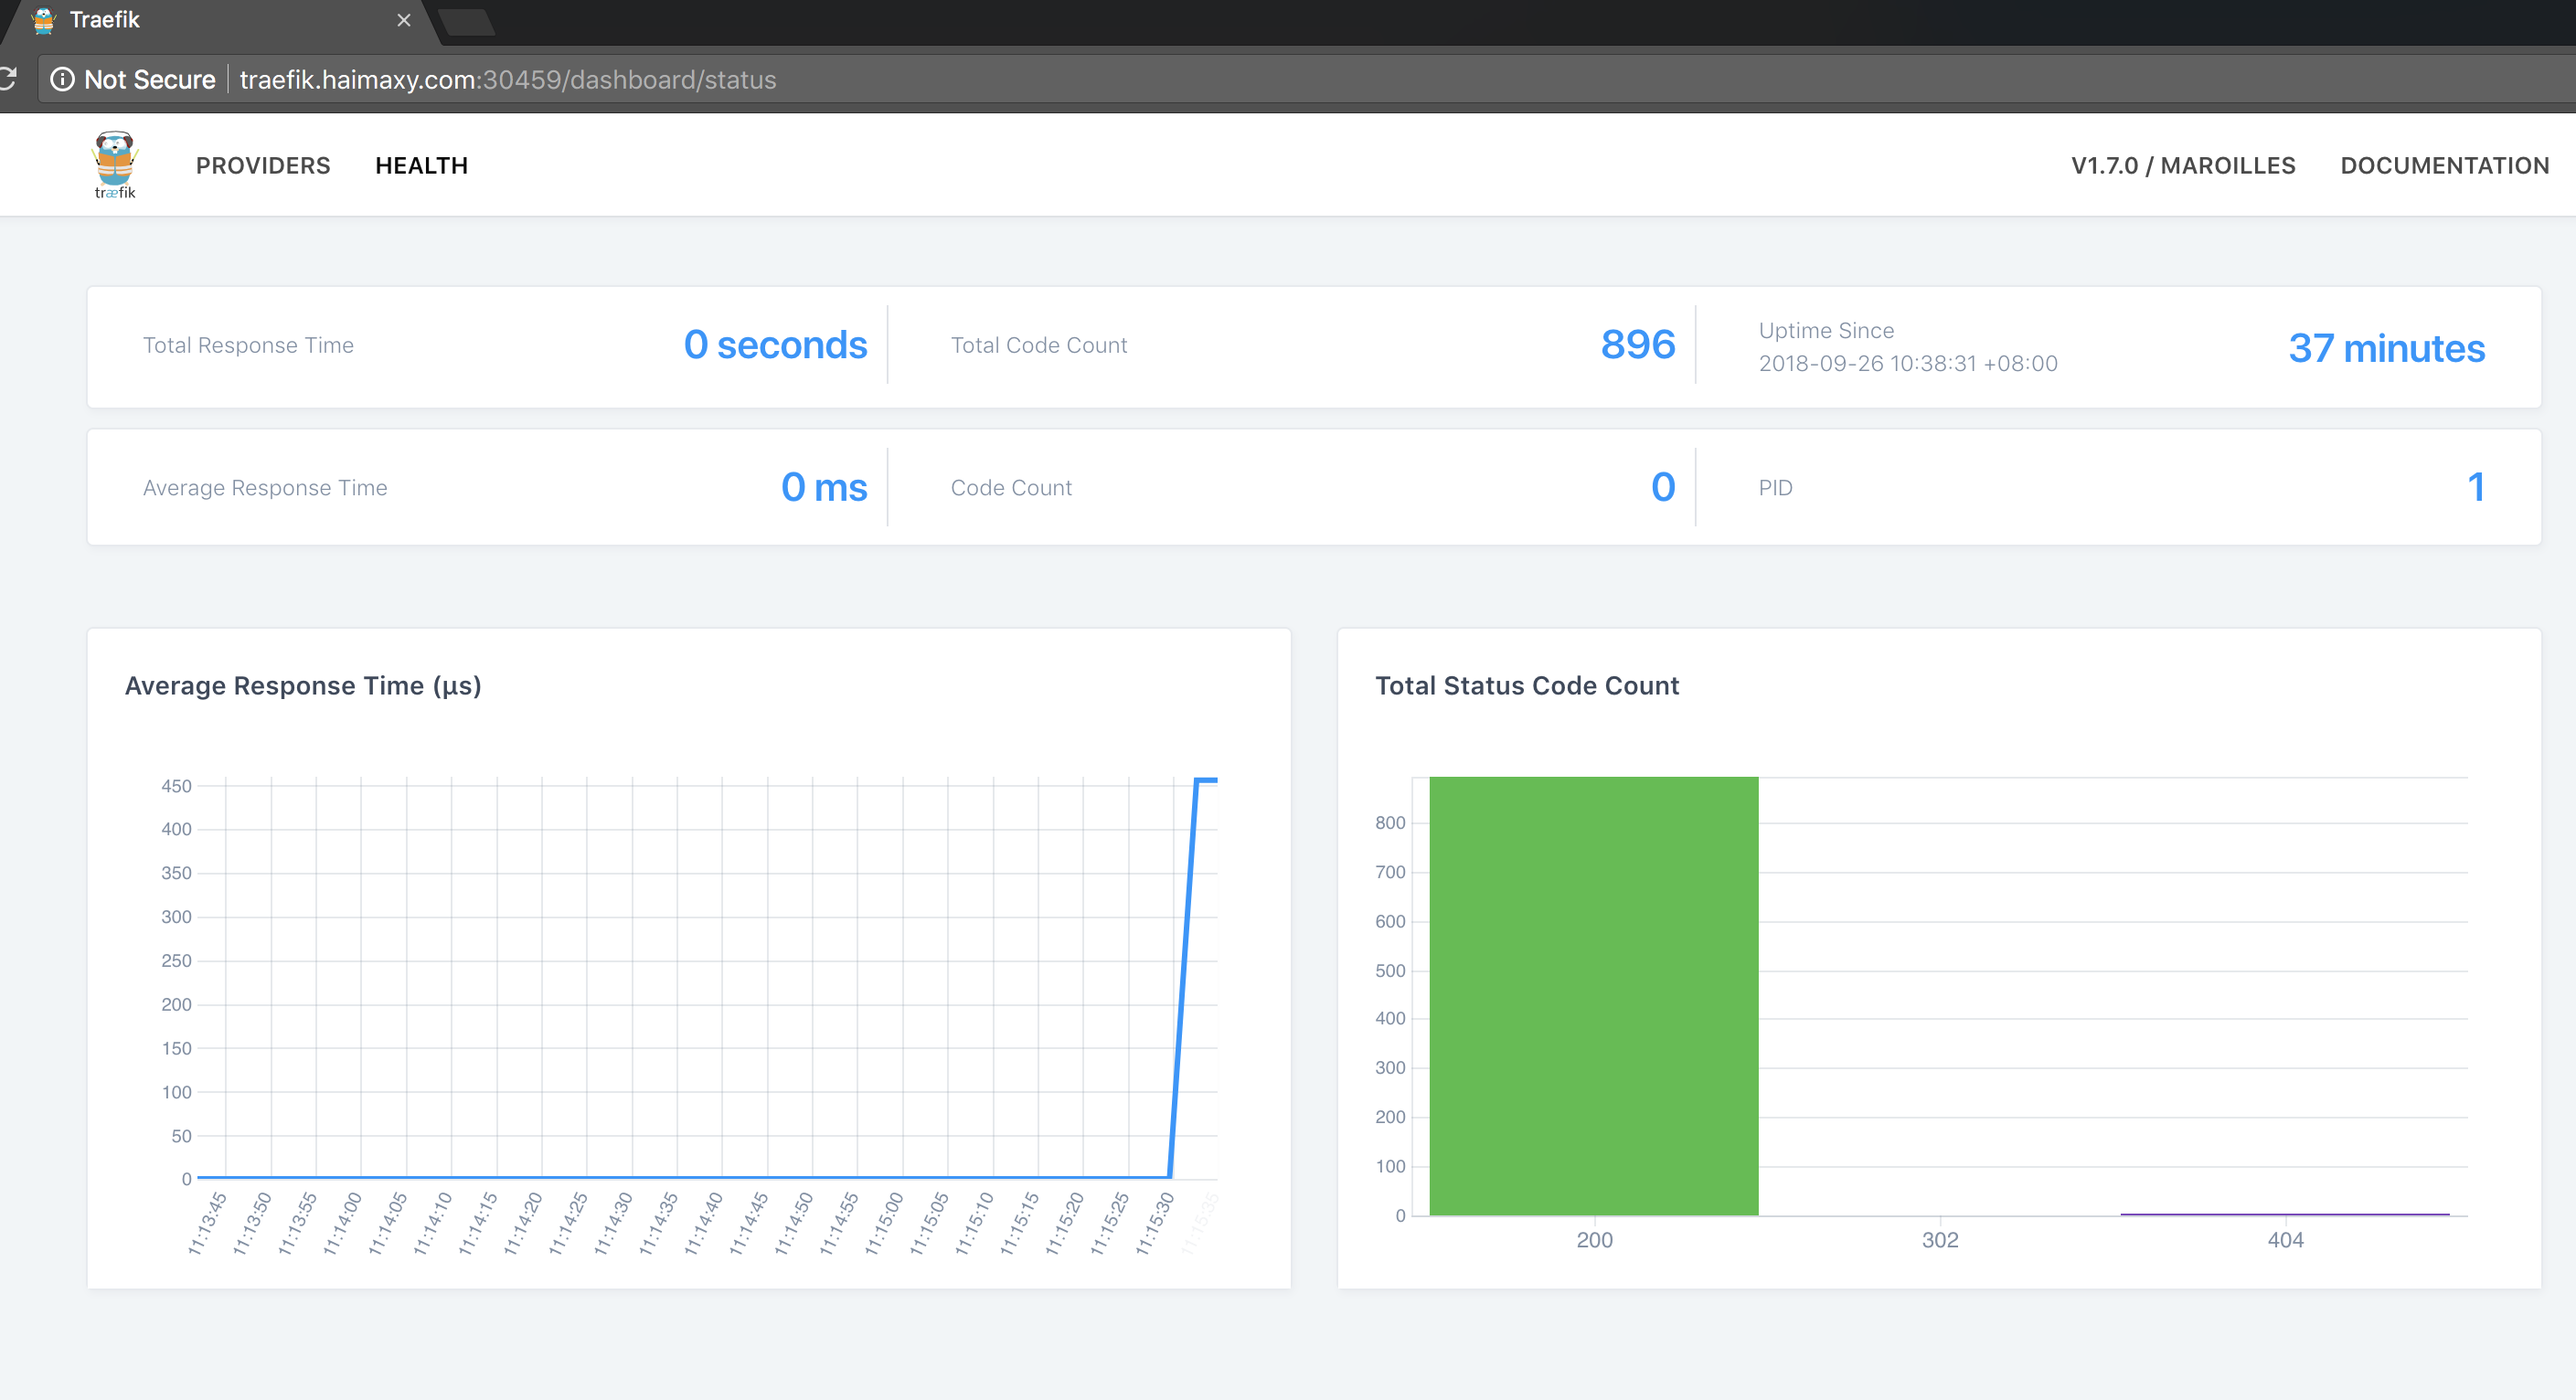 Traefik
Not Secure traefik.haimaxy.com:30459/dashboard/status
træfik
PROVIDERS HEALTH V1.7.0 / MAROILLES DOCUMENTATION
Total Response Time 0 seconds
Total Code Count 896
Uptime Since
2018-09-26 10:38:31 +08:00
37 minutes
Average Response Time 0 ms
Code Count 0
PID 1
Average Response Time (µs)
450
400
350
300
250
200
150
100
50
0
11:13:45 11:13:50 11:13:55 11:14:00 11:14:05 11:14:10 11:14:15 11:14:20 11:14:25 11:14:30 11:14:35 11:14:40 11:14:45 11:14:50 11:14:55 11:15:00 11:15:05 11:15:10 11:15:15 11:15:20 11:15:25 11:15:30 11:15:35
Total Status Code Count
800
700
600
500
400
300
200
100
0
200 302 404